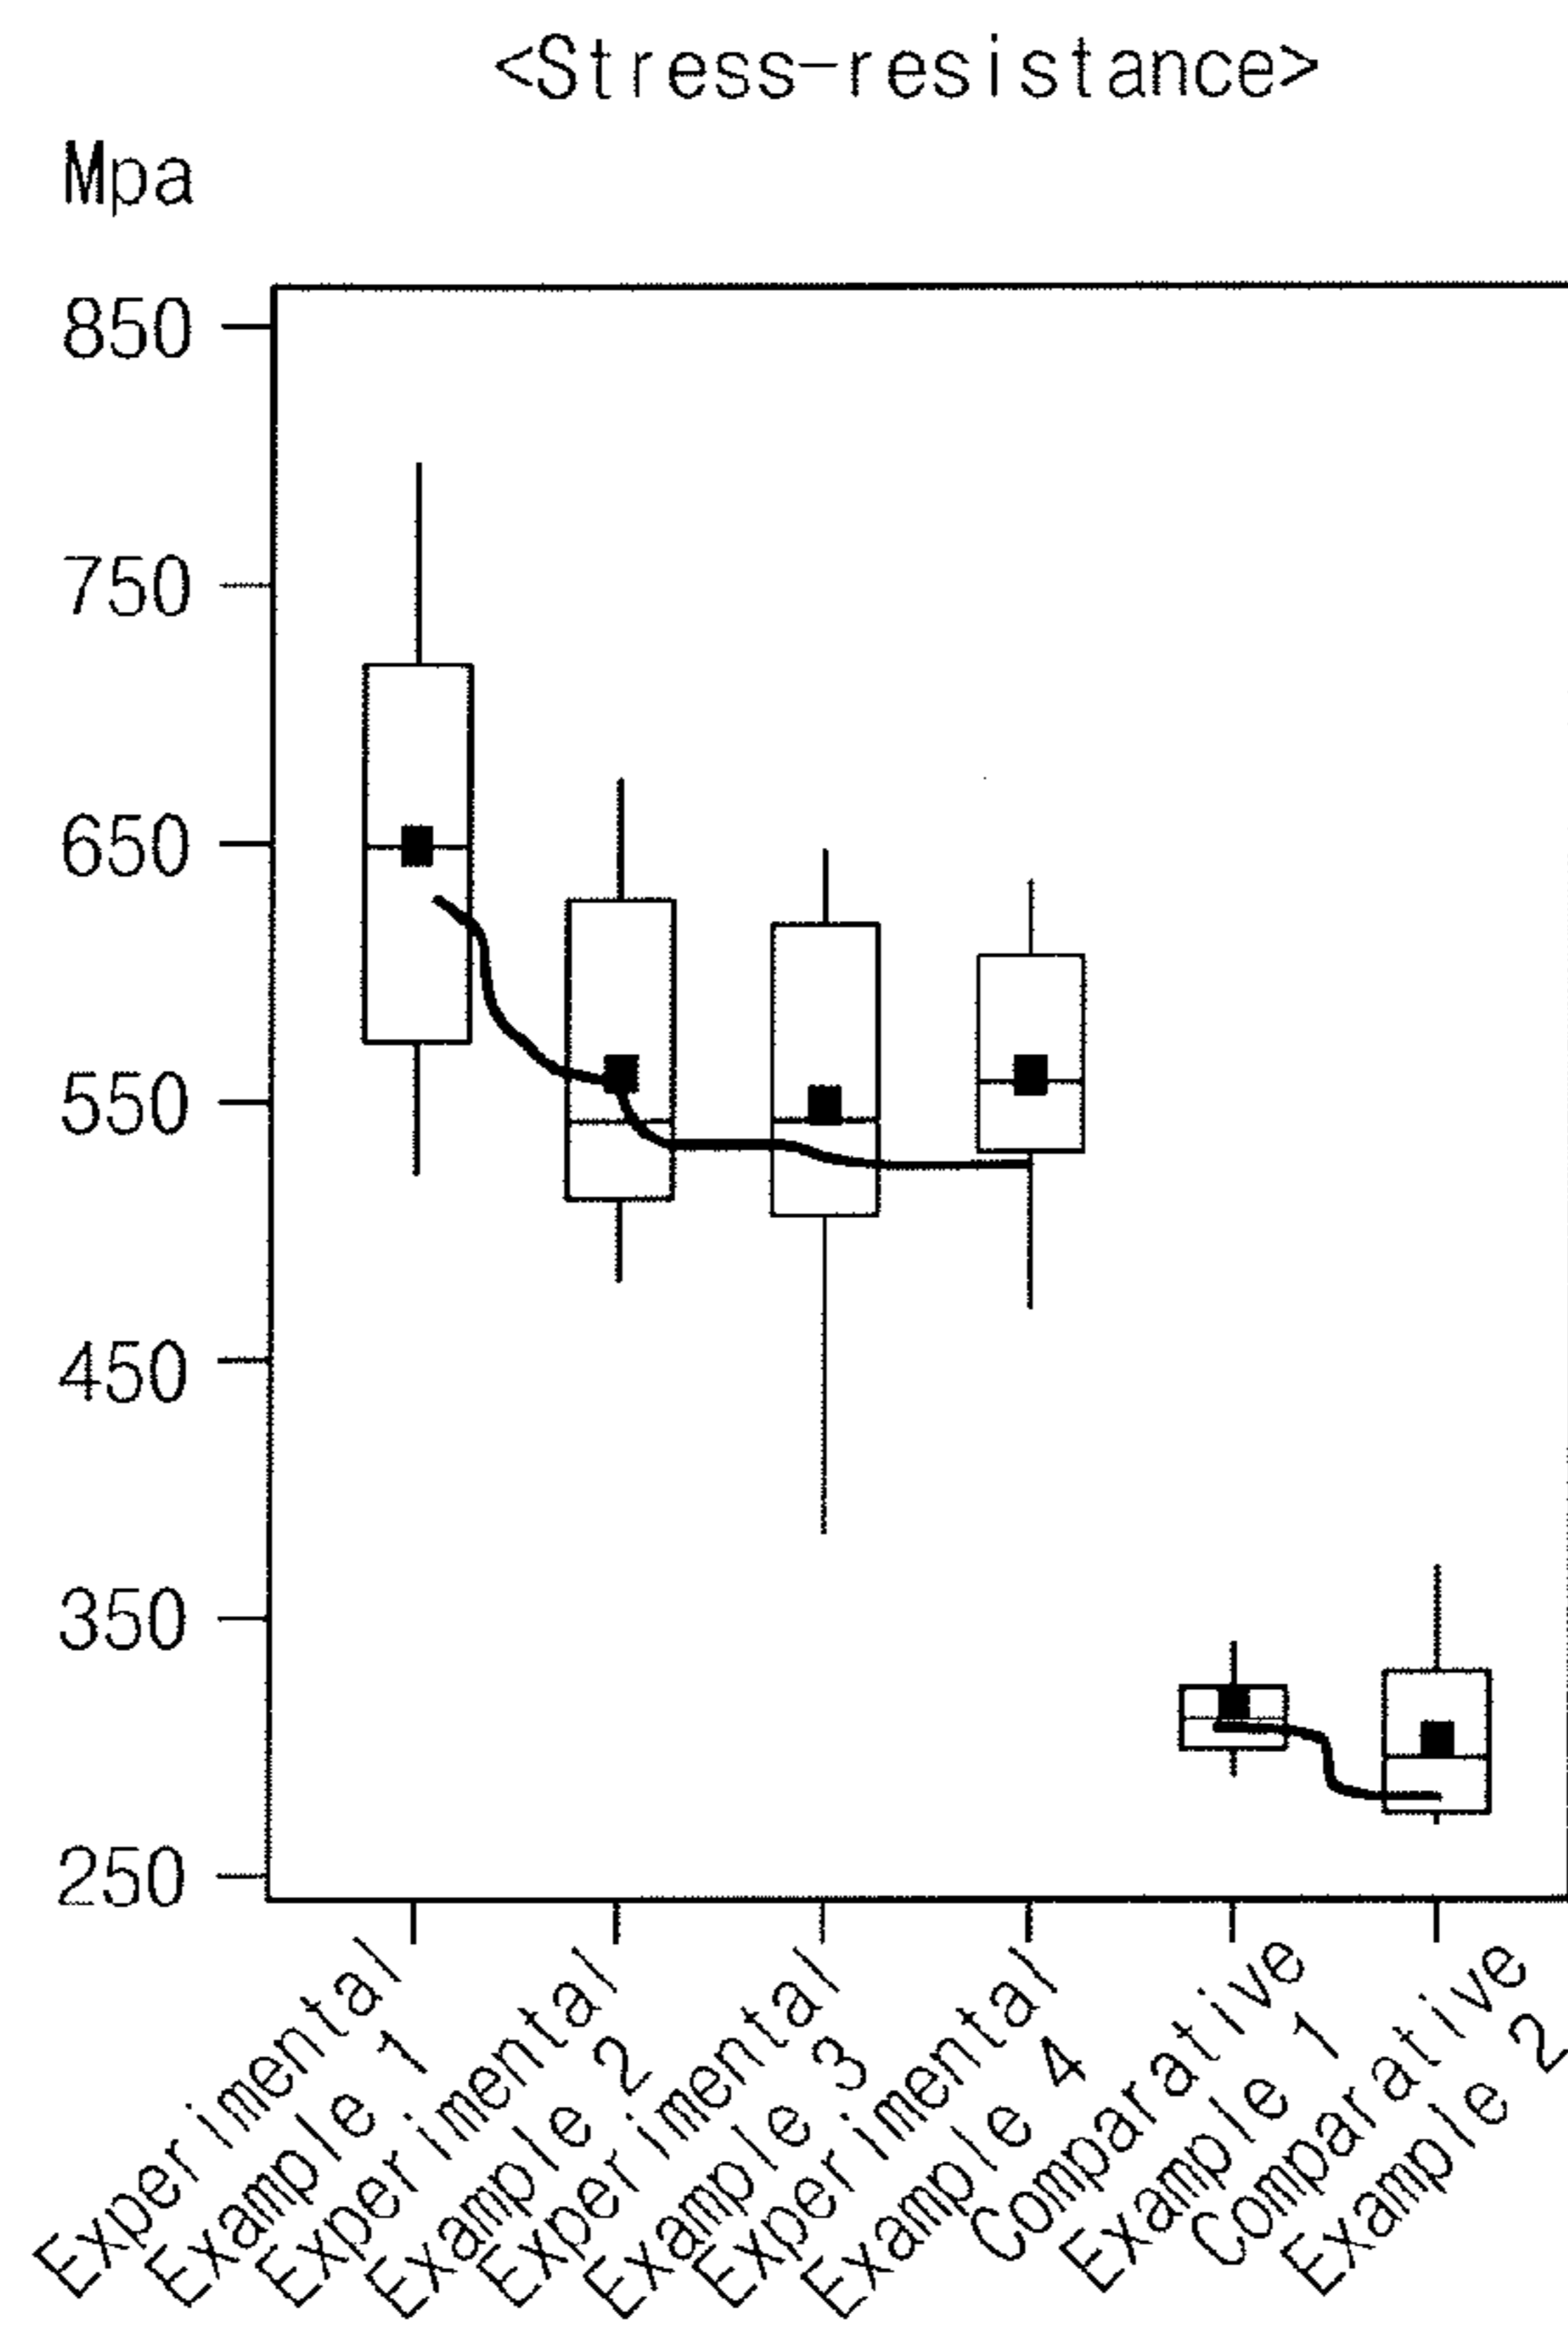 <Stress-resistance>
Mpa
850
750
650
550
450
350
250
Experimental
Example 1
Experimental
Example 2
Experimental
Example 3
Experimental
Example 4
Comparative
Example 1
Comparative
Example 2